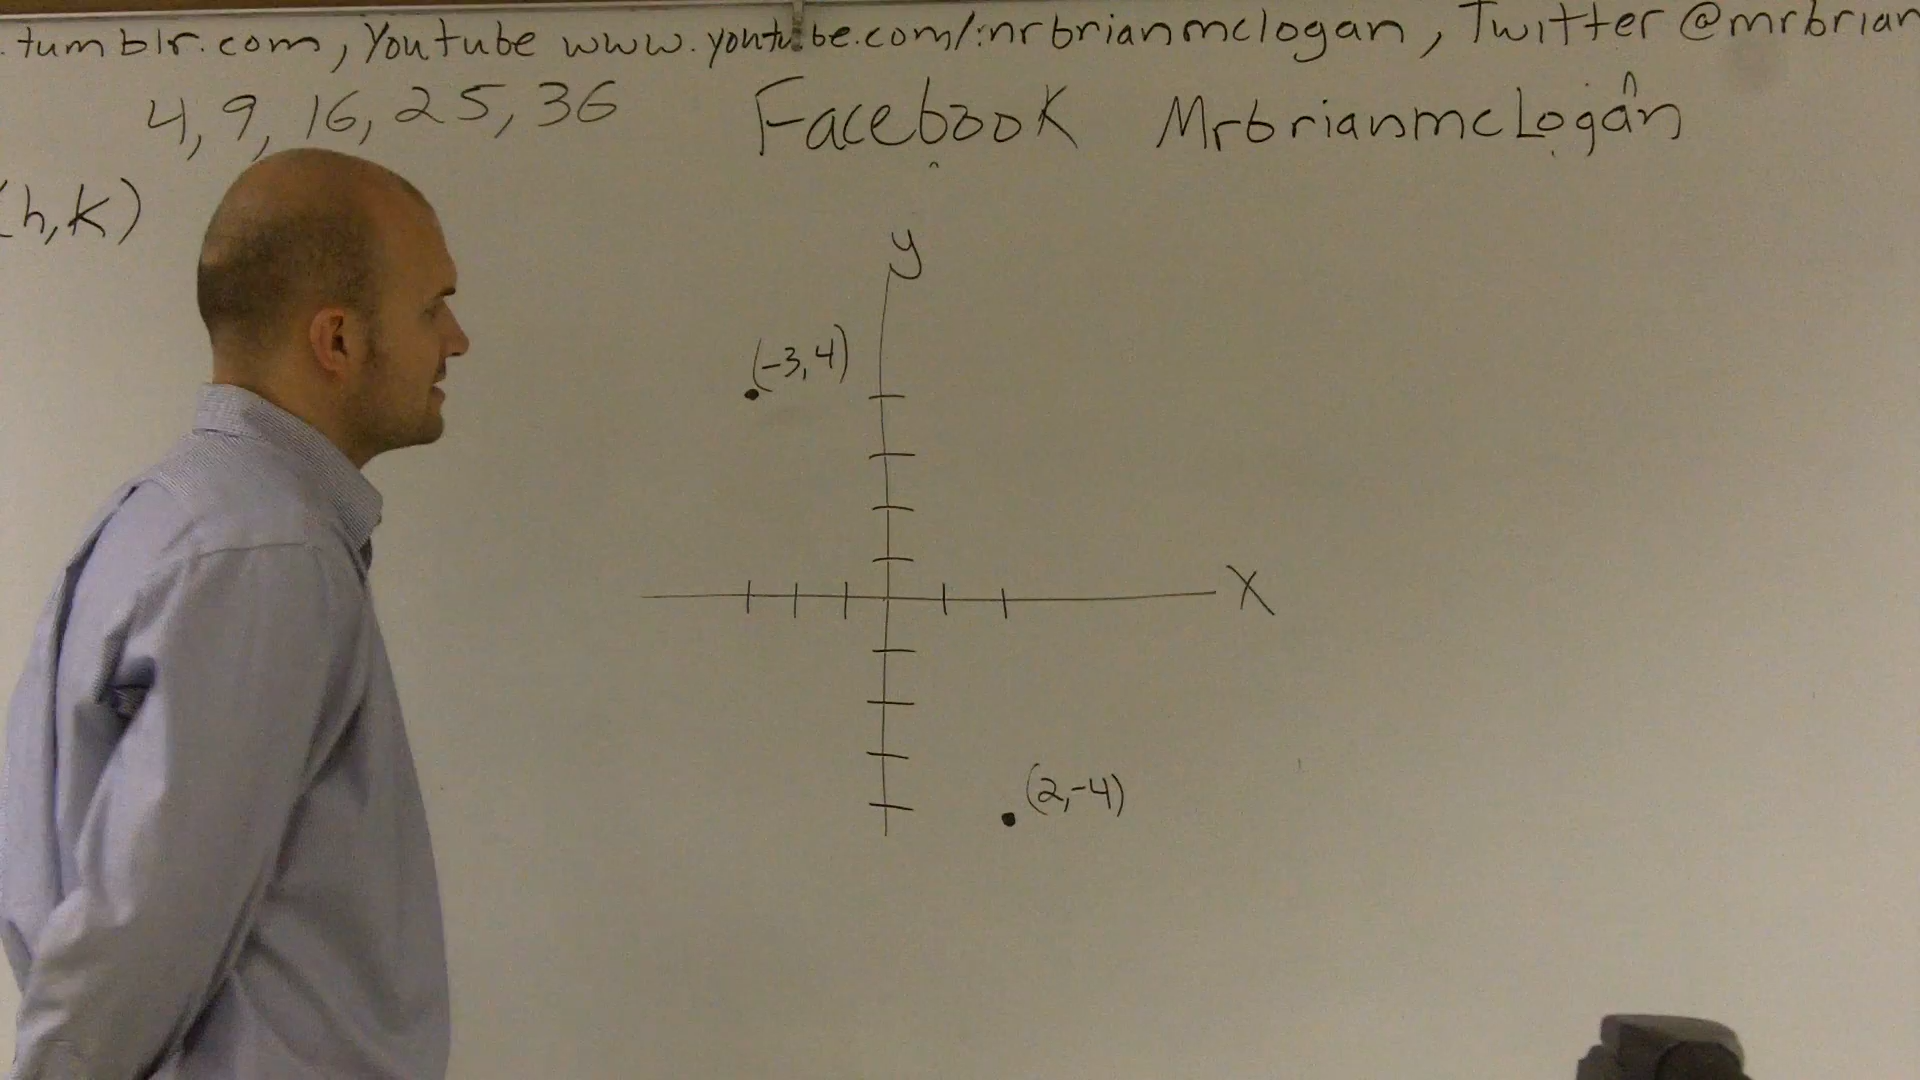 .tumblr.com, Youtube www.youtube.com/mrbrianmclogan, Twitter @mrbrian
4, 9, 16, 25, 36 Facebook MrbrianmcLogan
(h,k)
y
(-3,4)
X
(2,-4)